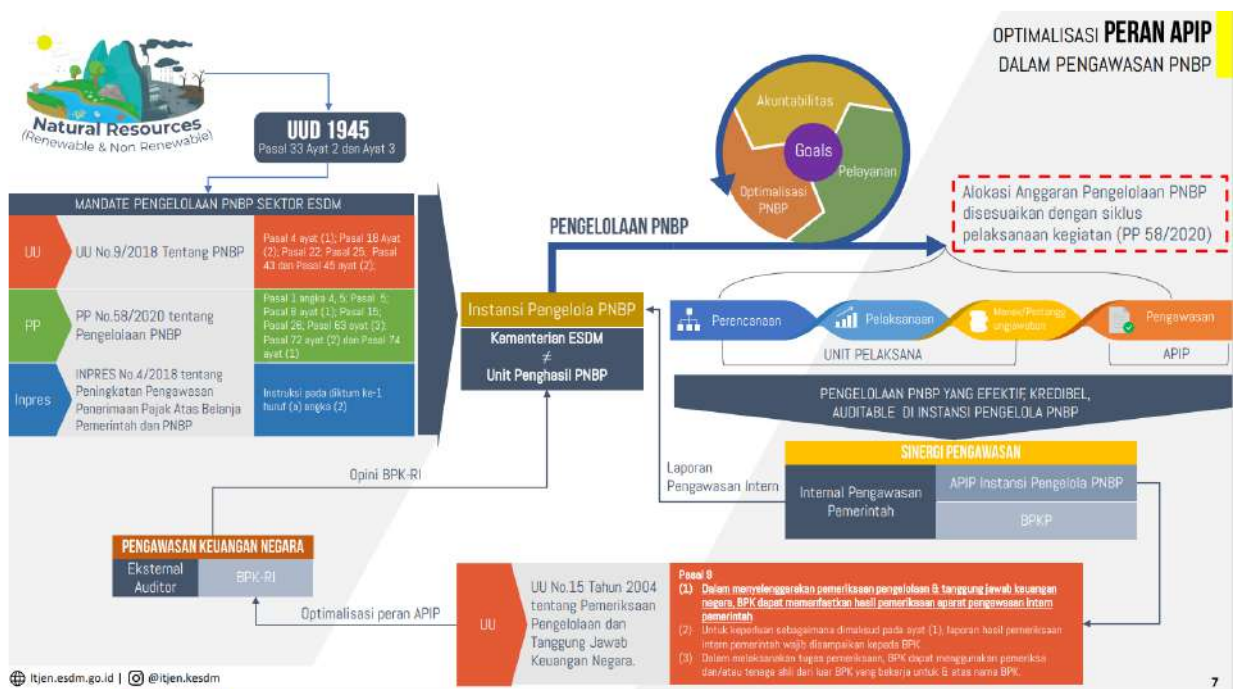 OPTIMALISASI PERAN APIP
DALAM PENGAWASAN PNBP
Natural Resources
(Renewable & Non Renewable)
UUD 1945
Pasal 33 Ayat 2 dan Ayat 3
Akuntabilitas
Goals
Pelayanan
Optimalisasi
PNBP
MANDATE PENGELOLAAN PNBP SEKTOR ESDM
UU
UU No.9/2018 Tentang PNBP
Pasal 4 ayat (1); Pasal 18 Ayat
(2); Pasal 22; Pasal 25; Pasal
43 dan Pasal 45 ayat (2);
PP
PP No.58/2020 tentang
Pengelolaan PNBP
Pasal 1 angka 4, 5; Pasal 5;
Pasal 8 ayat (1); Pasal 15;
Pasal 26; Pasal 63 ayat (3);
Pasal 72 ayat (2) dan Pasal 74
ayat (1)
Inpres
INPRES No.4/2018 tentang
Peningkatan Pengawasan
Penerimaan Pajak Atas Belanja
Pemerintah dan PNBP
Instruksi pada diktum ke-1
huruf (a) angka (2)
PENGELOLAAN PNBP
Instansi Pengelola PNBP
Kementerian ESDM
≠
Unit Penghasil PNBP
Alokasi Anggaran Pengelolaan PNBP
disesuaikan dengan siklus
pelaksanaan kegiatan (PP 58/2020)
Perencanaan
Pelaksanaan
Monev/Pertangg
ungjawaban
Pengawasan
UNIT PELAKSANA
APIP
PENGELOLAAN PNBP YANG EFEKTIF, KREDIBEL,
AUDITABLE DI INSTANSI PENGELOLA PNBP
SINERGI PENGAWASAN
Internal Pengawasan
Pemerintah
APIP Instansi Pengelola PNBP
BPKP
Laporan
Pengawasan Intern
Opini BPK-RI
PENGAWASAN KEUANGAN NEGARA
Eksternal
Auditor
BPK-RI
Optimalisasi peran APIP
UU
UU No.15 Tahun 2004
tentang Pemeriksaan
Pengelolaan dan
Tanggung Jawab
Keuangan Negara.
Pasal 9
(1) Dalam menyelenggarakan pemeriksaan pengelolaan & tanggung jawab keuangan
negara, BPK dapat memanfaatkan hasil pemeriksaan aparat pengawasan intern
pemerintah
(2) Untuk keperluan sebagaimana dimaksud pada ayat (1), laporan hasil pemeriksaan
intern pemerintah wajib disampaikan kepada BPK
(3) Dalam melaksanakan tugas pemeriksaan, BPK dapat menggunakan pemeriksa
dan/atau tenaga ahli dari luar BPK yang bekerja untuk & atas nama BPK.
Itjen.esdm.go.id | @itjen.kesdm
7